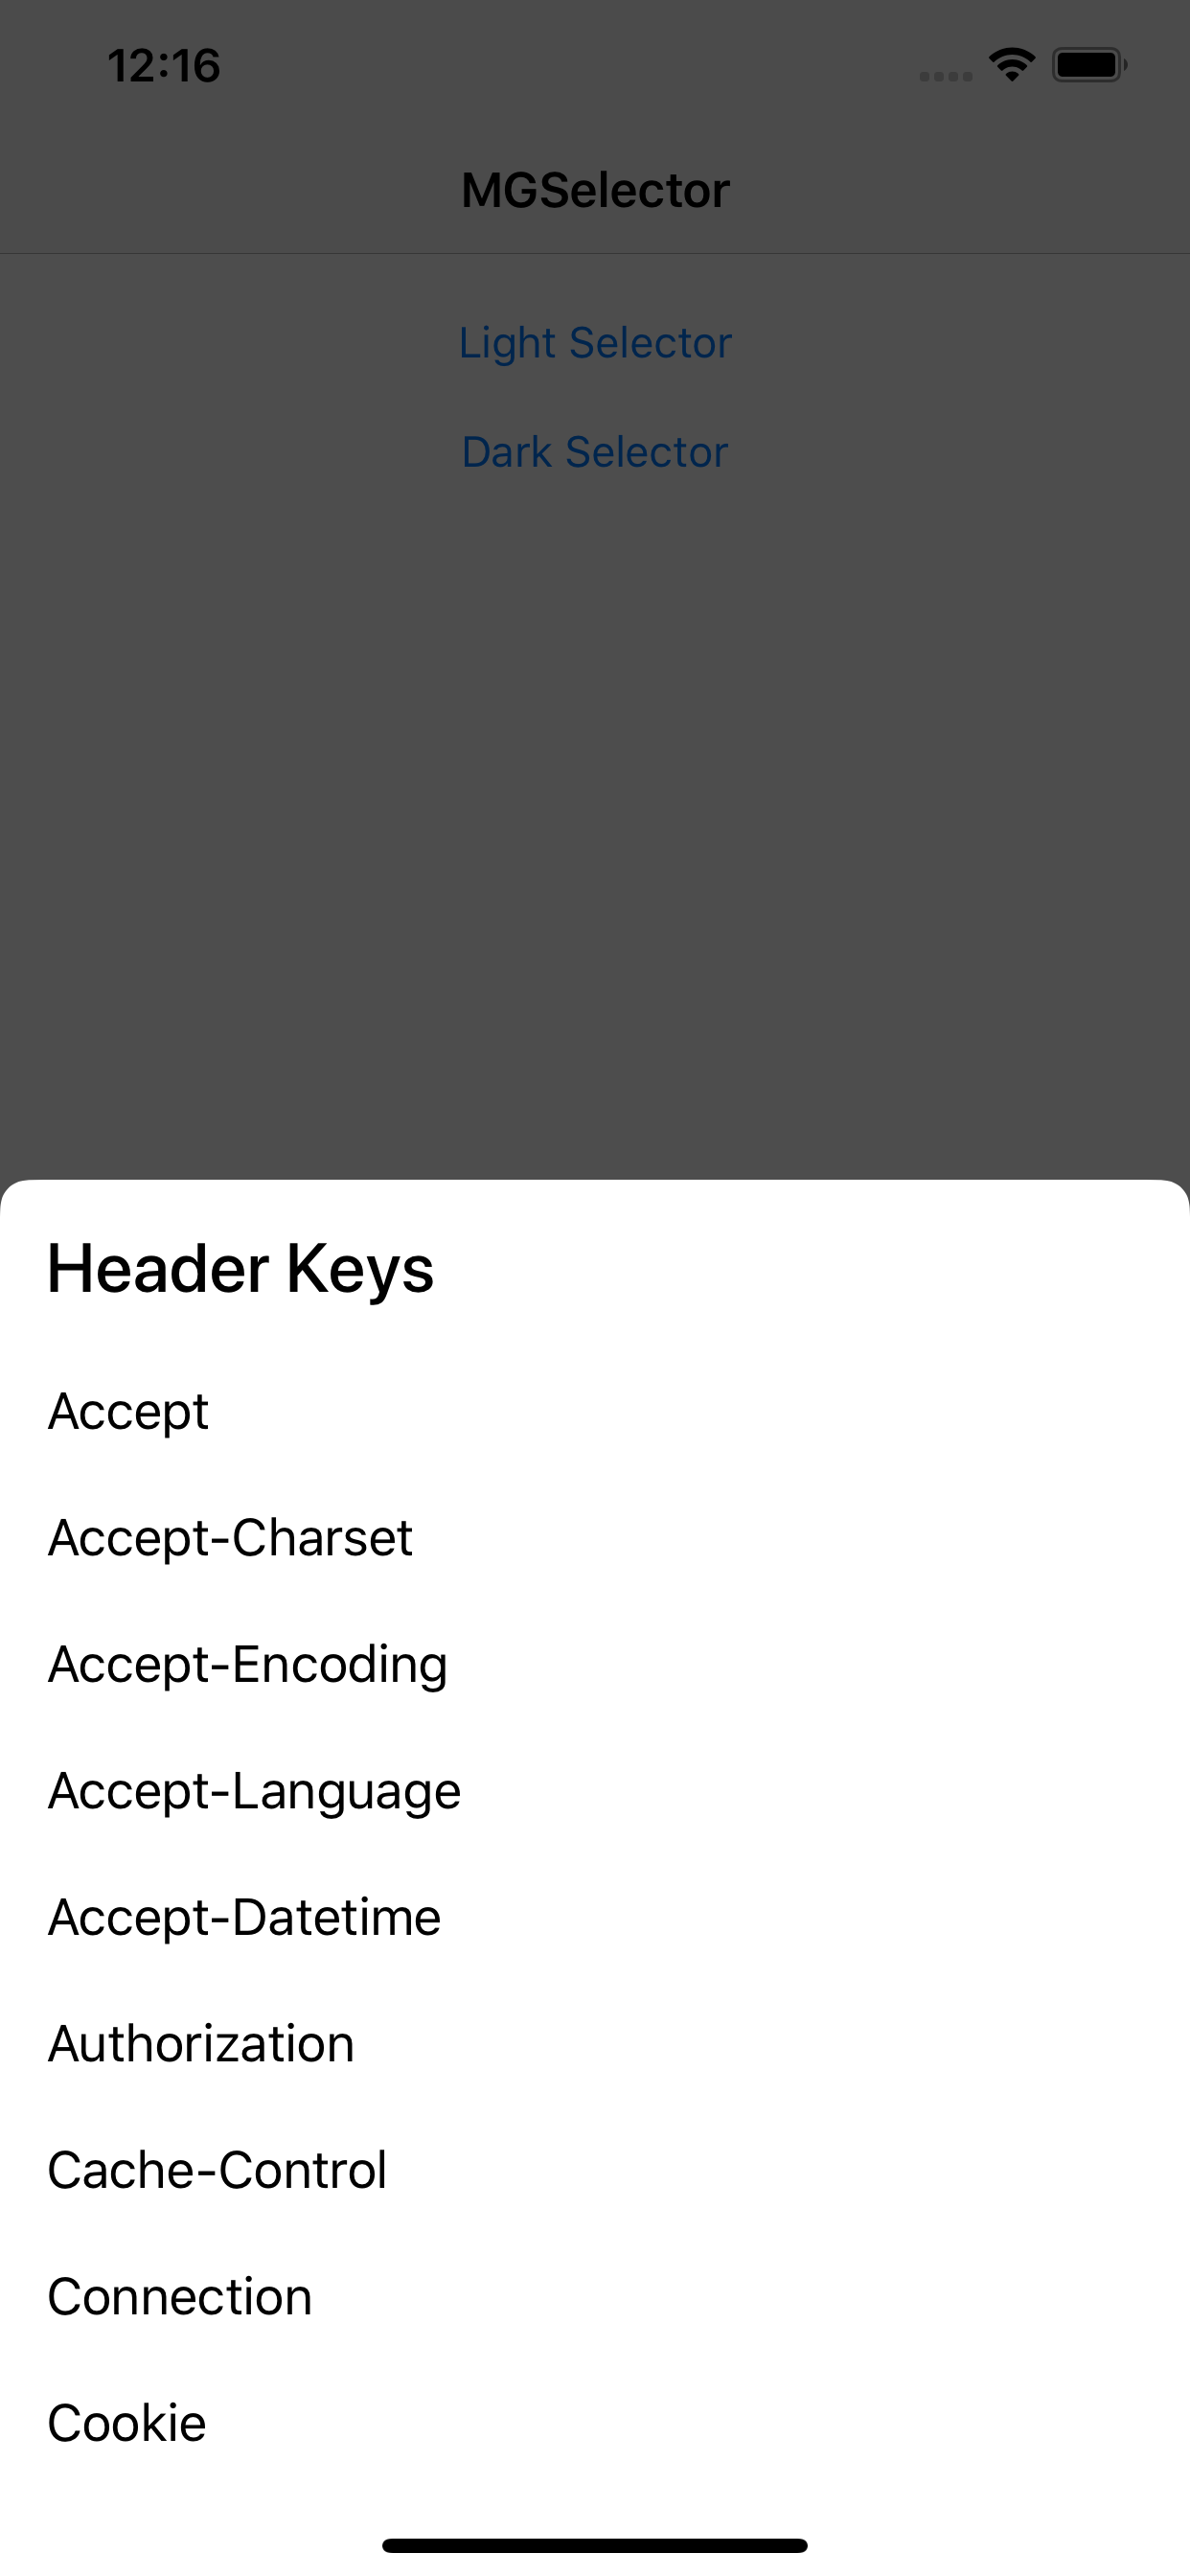 12:16
MGSelector
Light Selector
Dark Selector
Header Keys
Accept
Accept-Charset
Accept-Encoding
Accept-Language
Accept-Datetime
Authorization
Cache-Control
Connection
Cookie